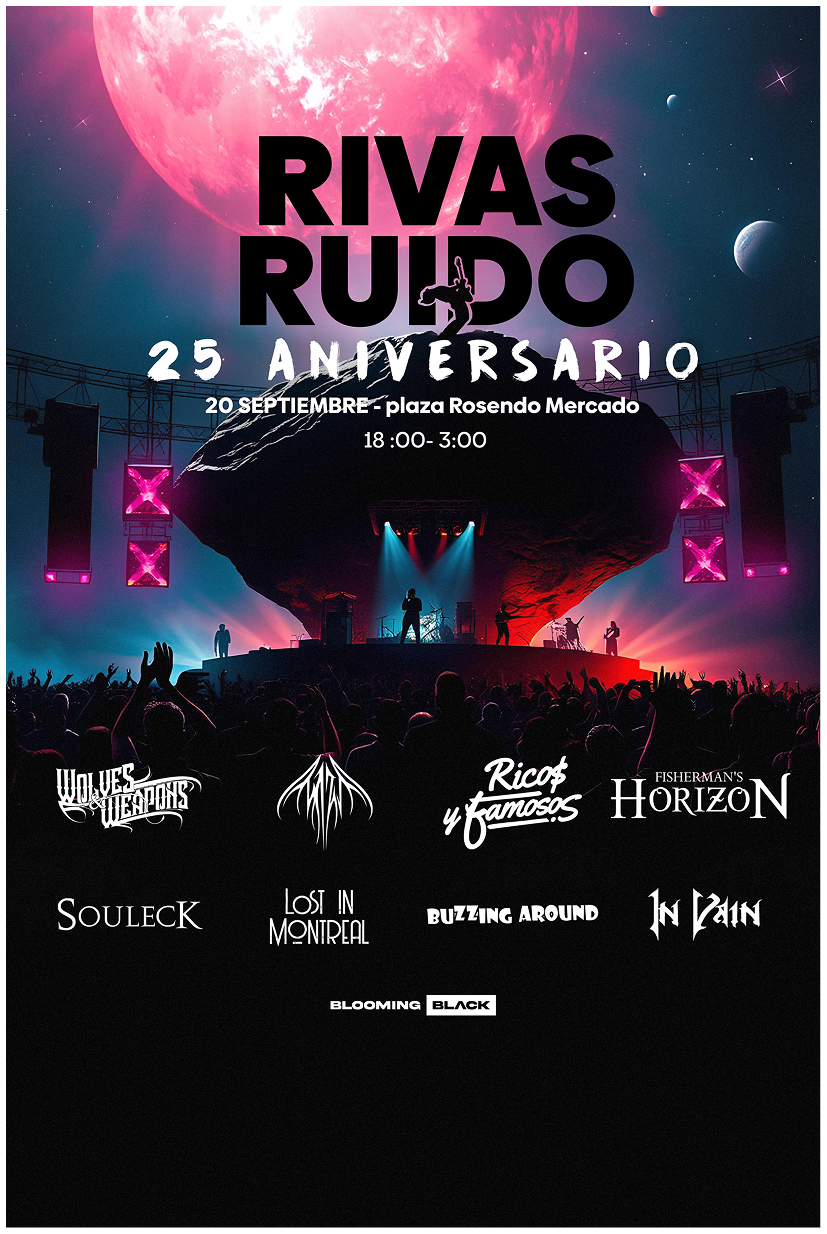 RIVAS
RUIDO
25 ANIVERSARIO
20 SEPTIEMBRE - plaza Rosendo Mercado
18 :00- 3:00
WOLVES
& WEAPONS
Rico$
y famosos
FISHERMAN'S
HORIZON
SOULECK
LOST IN
MONTREAL
BUZZING AROUND
IN VAIN
BLOOMING BLACK